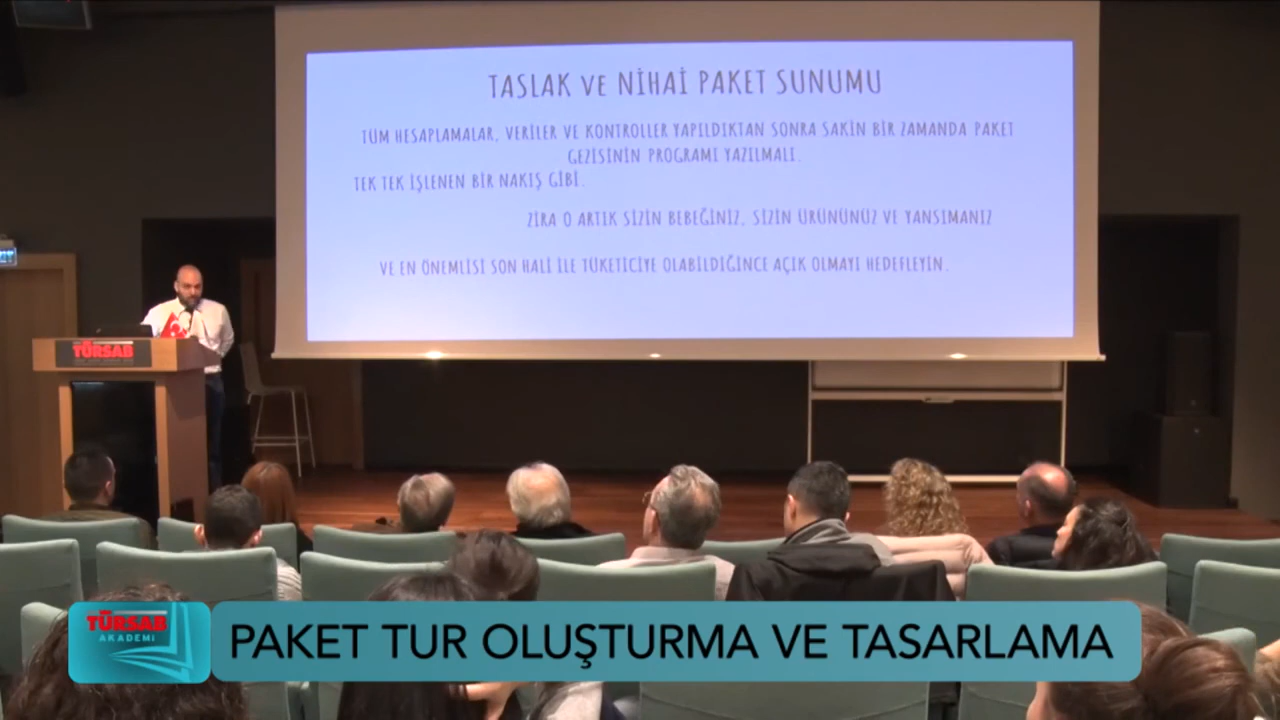 TASLAK ve NİHAİ PAKET SUNUMU
TÜM HESAPLAMALAR, VERİLER VE KONTROLLER YAPILDIKTAN SONRA SAKİN BİR ZAMANDA PAKET
GEZİSİNİN PROGRAMI YAZILMALI.
TEK TEK İŞLENEN BİR NAKIŞ GİBİ.
ZİRA O ARTIK SİZİN BEBEĞİNİZ, SİZİN ÜRÜNÜNÜZ VE YANSIMANIZ
VE EN ÖNEMLİSİ SON HALİ İLE TÜKETİCİYE OLABİLDİĞİNCE AÇIK OLMAYI HEDEFLEYİN.
TÜRSAB
TÜRSAB
AKADEMİ
PAKET TUR OLUŞTURMA VE TASARLAMA